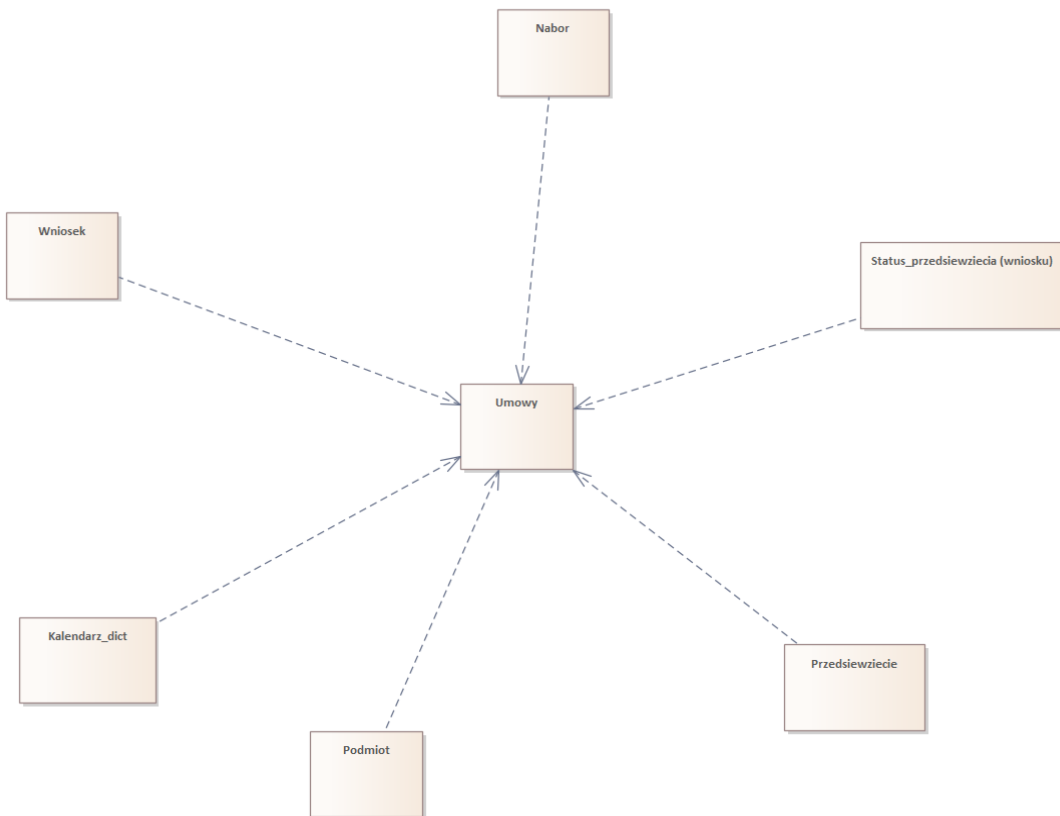 Nabor
Wniosek
Status_przedsiewziecia (wniosku)
Umowy
Kalendarz_dict
Przedsiewziecie
Podmiot